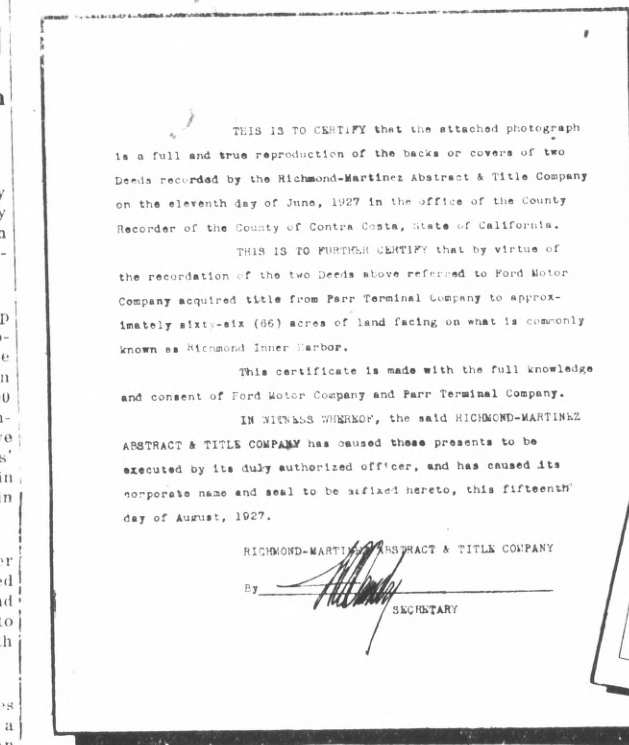 THIS IS TO CERTIFY that the attached photograph
is a full and true reproduction of the backs or covers of two
Deeds recorded by the Richmond-Martinez Abstract & Title Company
on the eleventh day of June, 1927 in the office of the County
Recorder of the County of Contra Costa, State of California.
THIS IS TO FURTHER CERTIFY that by virtue of
the recordation of the two Deeds above referred to Ford Motor
Company acquired title from Parr Terminal Company to approx-
imately sixty-six (66) acres of land facing on what is commonly
known as Richmond Inner Harbor.
This certificate is made with the full knowledge
and consent of Ford Motor Company and Parr Terminal Company.
IN WITNESS WHEREOF, the said RICHMOND-MARTINEZ
ABSTRACT & TITLE COMPANY has caused these presents to be
executed by its duly authorized officer, and has caused its
corporate name and seal to be affixed hereto, this fifteenth
day of August, 1927.
RICHMOND-MARTINEZ ABSTRACT & TITLE COMPANY
By
SECRETARY